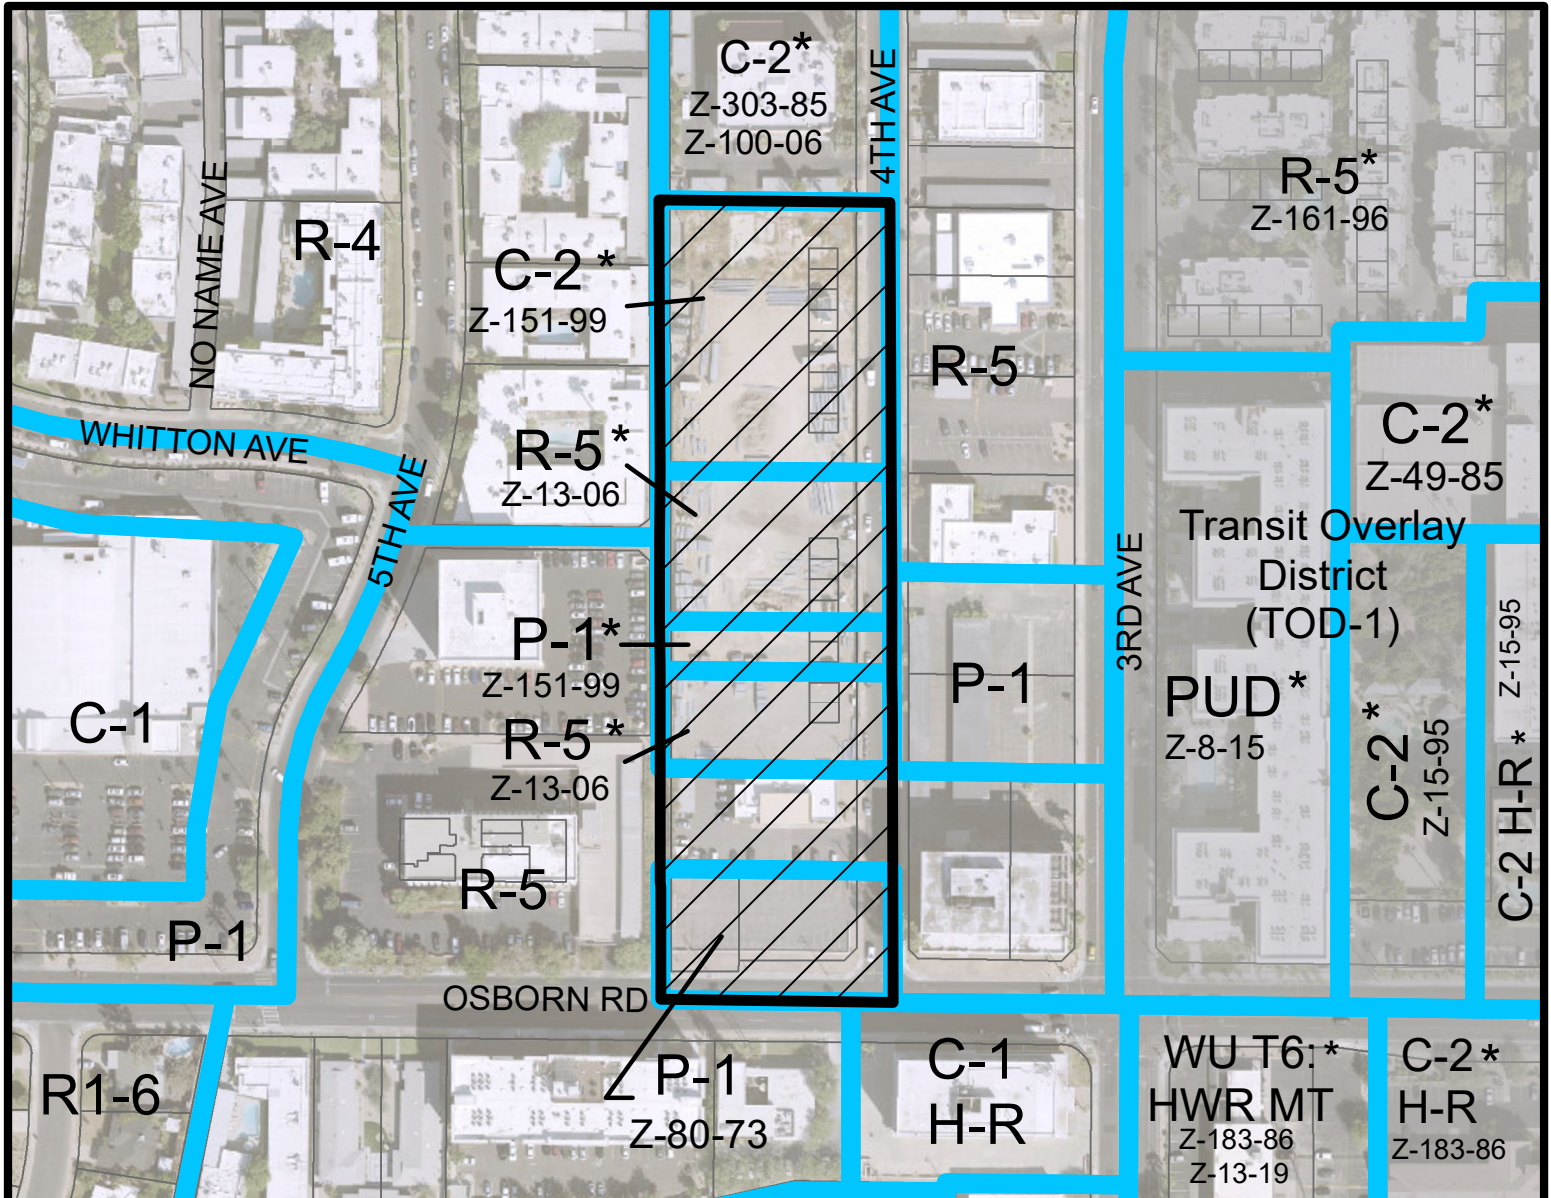 C-2*
Z-303-85
Z-100-06
4TH AVE
R-5*
Z-161-96
NO NAME AVE
R-4
C-2 *
Z-151-99
R-5
C-2*
Z-49-85
WHITTON AVE
R-5*
Z-13-06
5TH AVE
Transit Overlay
District
(TOD-1)
3RD AVE
P-1*
Z-151-99
P-1
PUD*
Z-8-15
C-2*
Z-15-95
C-2 H-R *
Z-15-95
C-1
R-5 *
Z-13-06
R-5
P-1
OSBORN RD
R1-6
P-1
Z-80-73
C-1
H-R
WU T6:*
HWR MT
Z-183-86
Z-13-19
C-2*
H-R
Z-183-86